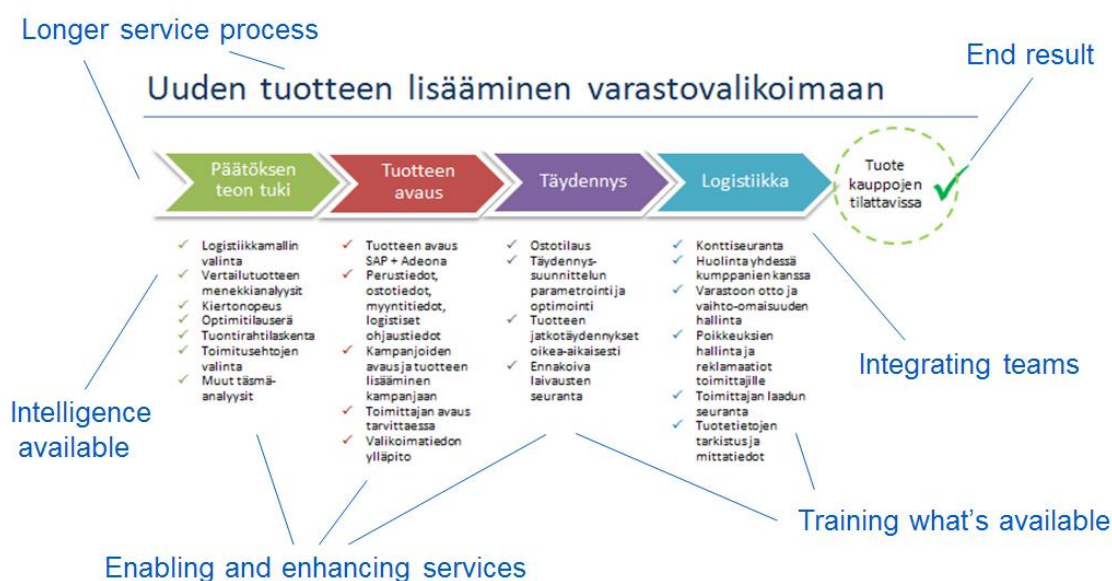 Longer service process
End result
Uuden tuotteen lisääminen varastovalikoimaan
Päätöksen
teon tuki
Tuotteen
avaus
Täydennys
Logistiikka
Tuote
kauppojen
tilattavissa
Logistiikkamallin
valinta
Vertailutuotteen
menekkianalyysit
Kiertonopeus
Optimitilauserä
Tuontirahtilaskenta
Toimitusehtojen
valinta
Muut täsmä-
analyysit
Tuotteen avaus
SAP + Adeona
Perustiedot,
ostotiedot,
myyntitiedot,
logistiset
ohjaustiedot
Kampanjoiden
avaus ja tuotteen
lisääminen
kampanjaan
Toimittajan avaus
tarvittaessa
Valikoimatiedon
ylläpito
Ostotilaus
Täydennys-
suunnittelun
parametrointi ja
optimointi
Tuotteen
jatkotäydennykset
oikea-aikaisesti
Ennakoiva
laivausten
seuranta
Konttiseuranta
Huolinta yhdessä
kumppanien kanssa
Varastoon otto ja
vaihto-omaisuuden
hallinta
Poikkeuksien
hallinta ja
reklamaatiot
toimittajille
Toimittajan laadun
seuranta
Tuotetietojen
tarkistus ja
mittatiedot
Integrating teams
Intelligence
available
Training what's available
Enabling and enhancing services